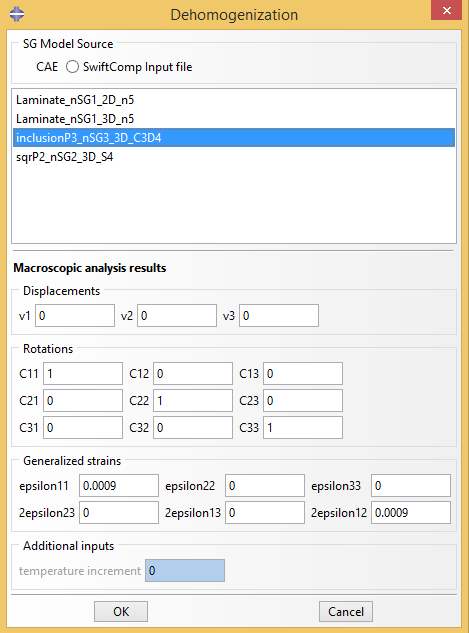 Dehomogenization
SG Model Source
CAE SwiftComp Input file
Laminate_nSG1_2D_n5
Laminate_nSG1_3D_n5
inclusionP3_nSG3_3D_C3D4
sqrP2_nSG2_3D_S4
Macroscopic analysis results
Displacements
v1 0 v2 0 v3 0
Rotations
C11 1 C12 0 C13 0
C21 0 C22 1 C23 0
C31 0 C32 0 C33 1
Generalized strains
epsilon11 0.0009 epsilon22 0 epsilon33 0
2epsilon23 0 2epsilon13 0 2epsilon12 0.0009
Additional inputs
temperature increment 0
OK Cancel